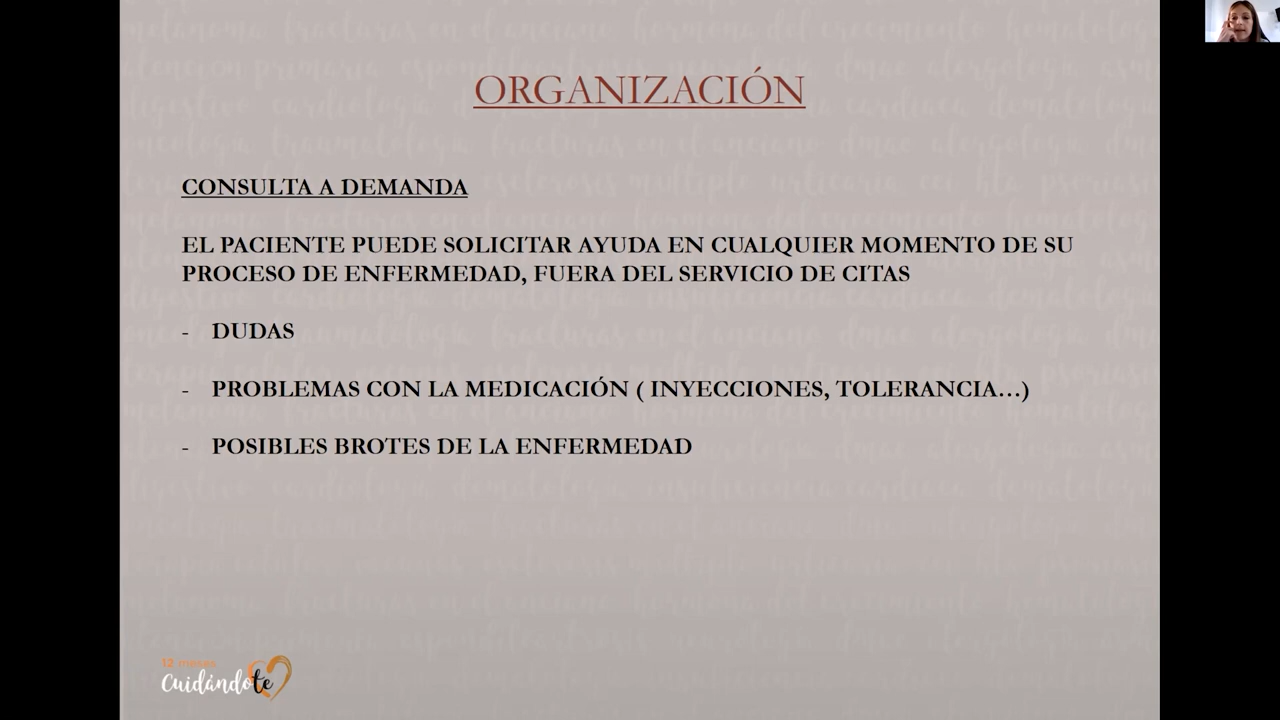 ORGANIZACIÓN
CONSULTA A DEMANDA
EL PACIENTE PUEDE SOLICITAR AYUDA EN CUALQUIER MOMENTO DE SU
PROCESO DE ENFERMEDAD, FUERA DEL SERVICIO DE CITAS
- DUDAS
- PROBLEMAS CON LA MEDICACIÓN ( INYECCIONES, TOLERANCIA...)
- POSIBLES BROTES DE LA ENFERMEDAD
12 meses
Cuidándote